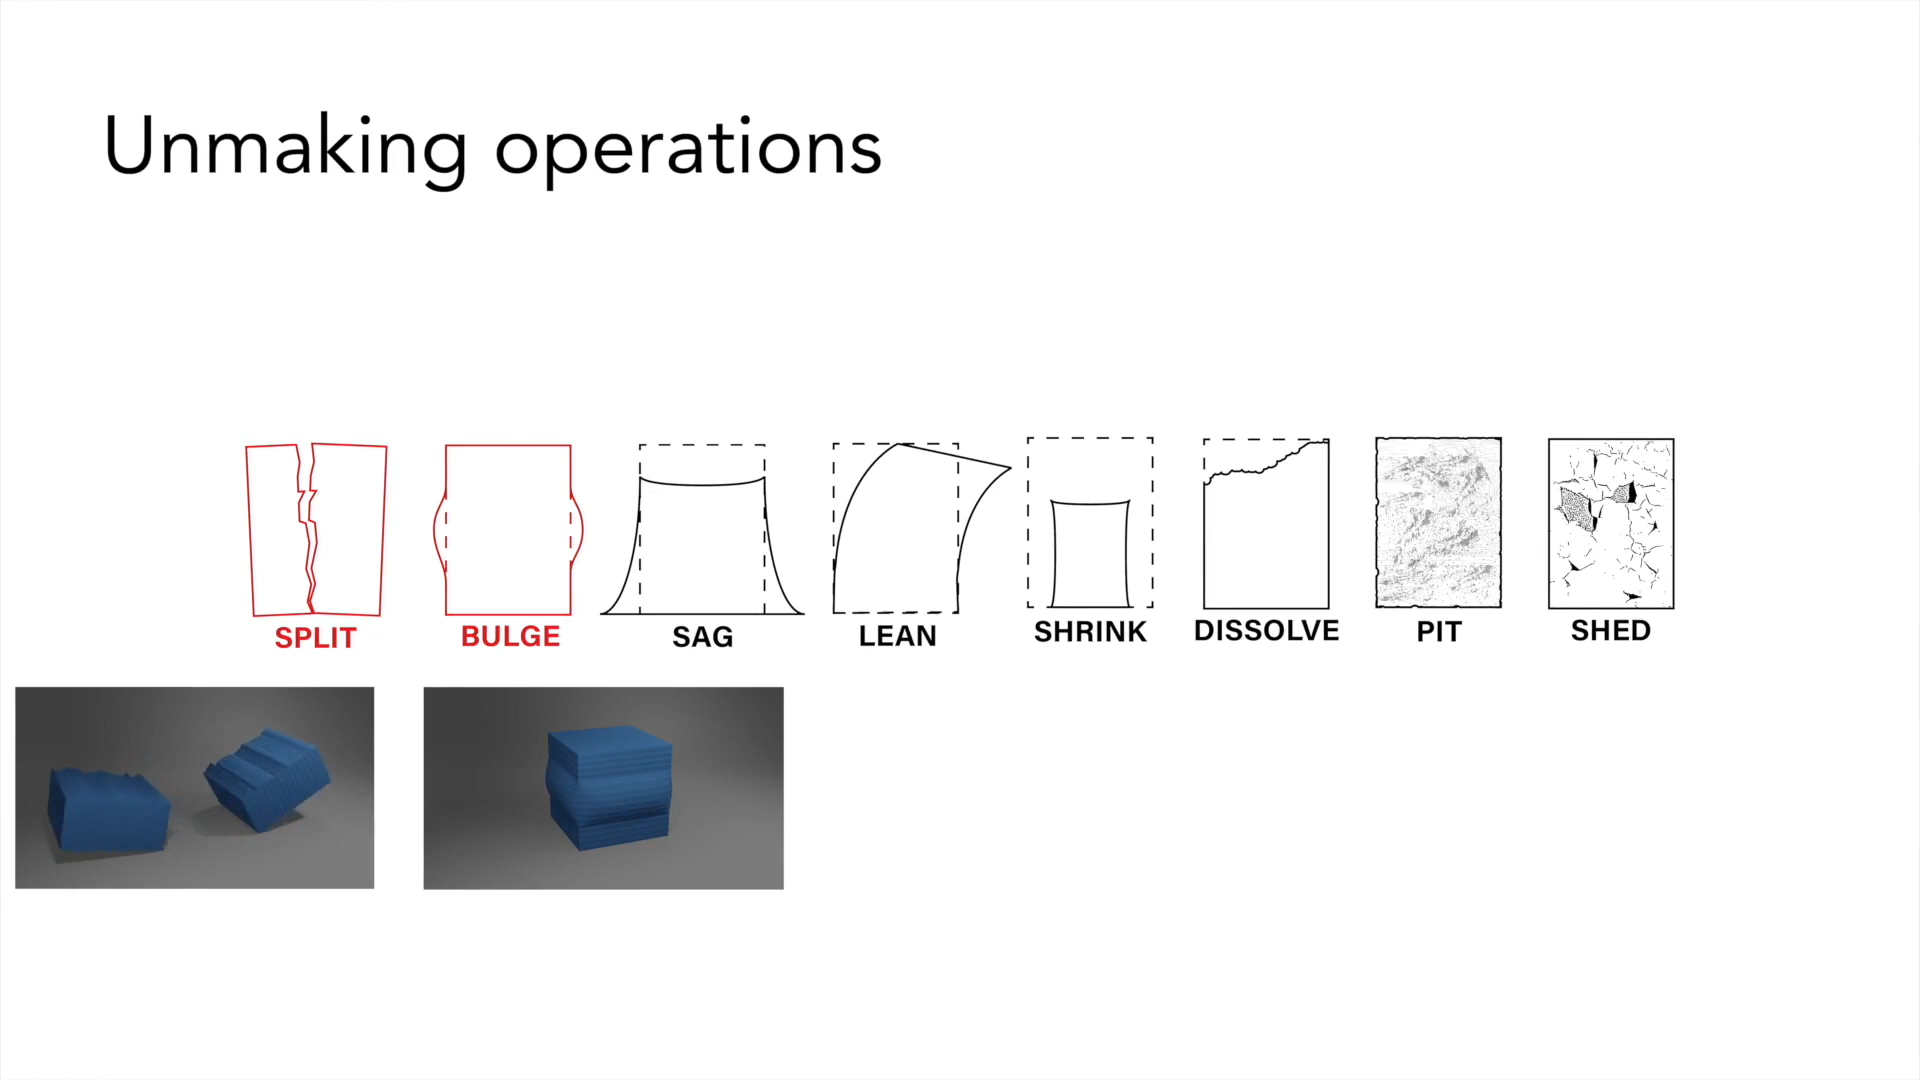 Unmaking operations
SPLIT BULGE SAG LEAN SHRINK DISSOLVE PIT SHED